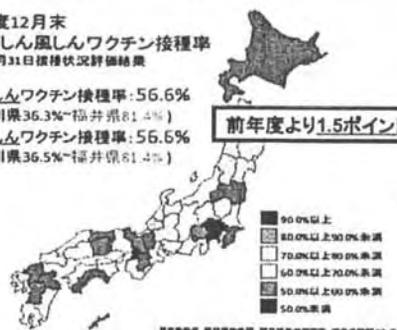 度12月末
しん風しんワクチン接種率
月31日接種状況評価結果
しんワクチン接種率:56.6%
川県36.3%~福井県81.4%)
しんワクチン接種率:56.6%
川県36.5%~福井県81.4%)
前年度より1.5ポイン
90.0%以上
80.0%以上90.0%未満
70.0%以上80.0%未満
60.0%以上70.0%未満
50.0%以上60.0%未満
50.0%未満